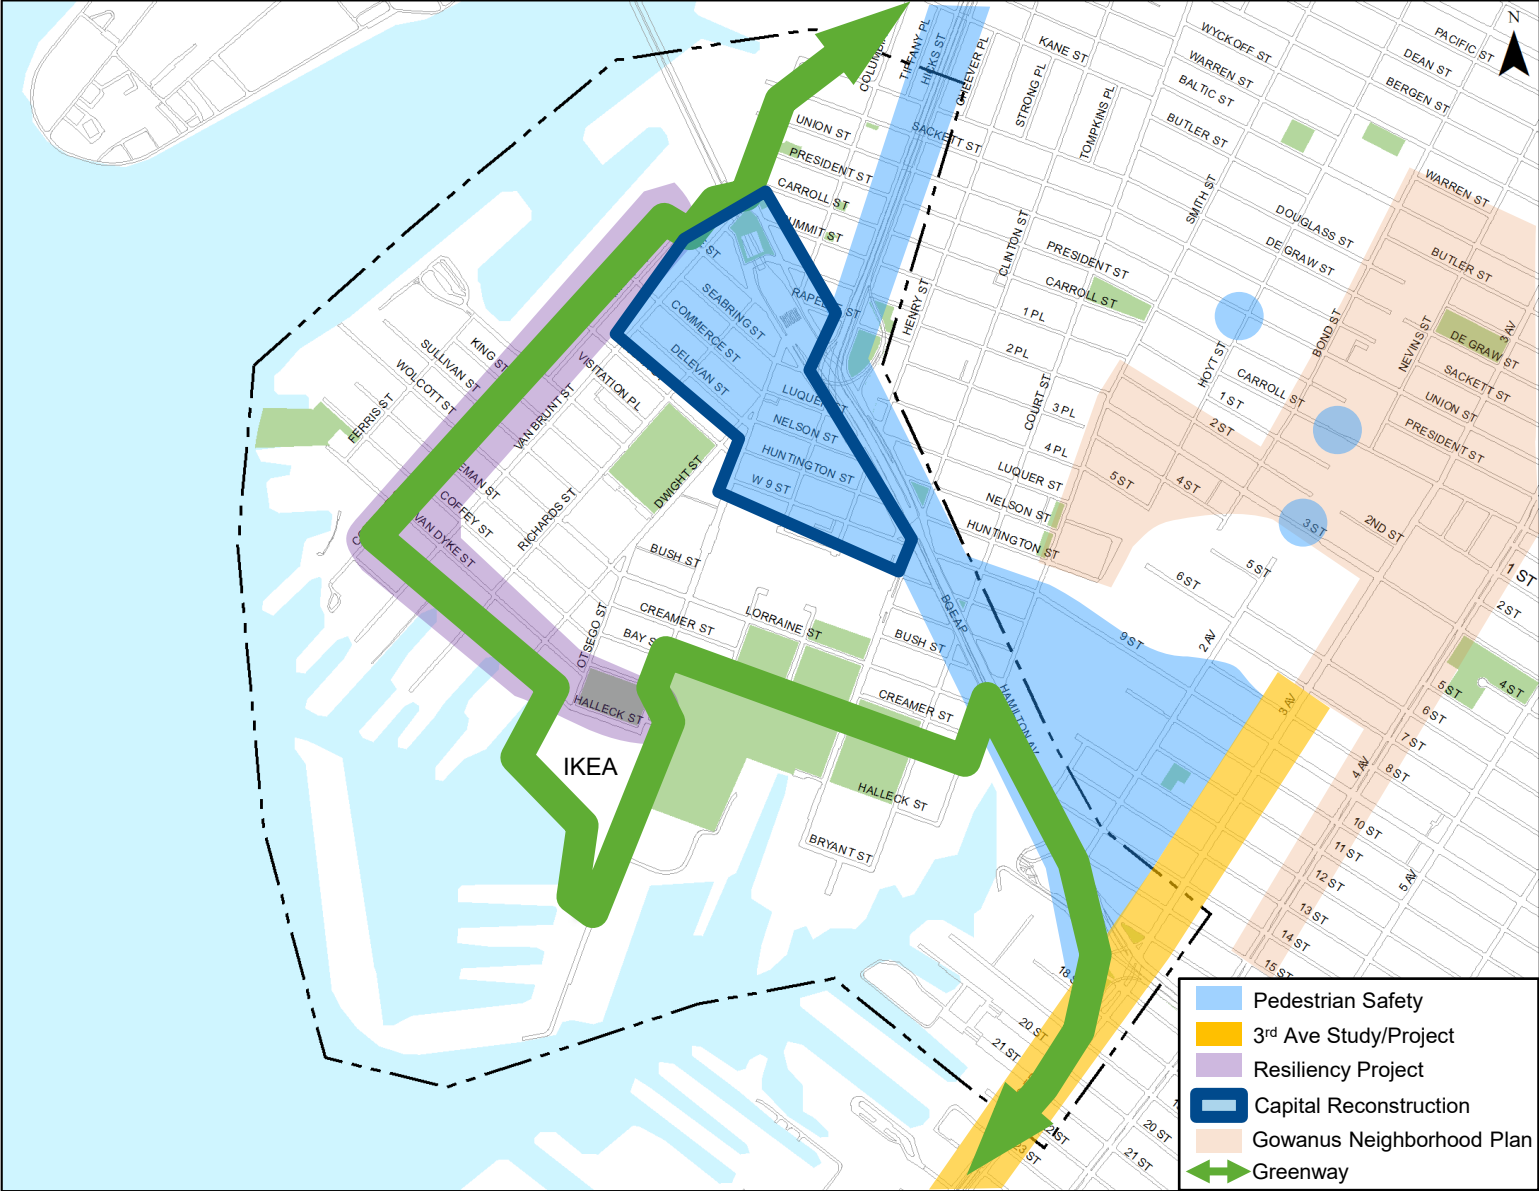 N
PACIFIC ST
WYCKOFF ST
DEAN ST
KANE ST
WARREN ST
BERGEN ST
BALTIC ST
TIFFANY PL
HICKS ST
CHEEVER PL
STRONG PL
TOMPKINS PL
BUTLER ST
UNION ST
SACKETT ST
PRESIDENT ST
WARREN ST
CARROLL ST
SMITH ST
DOUGLASS ST
DE GRAW ST
BUTLER ST
CLINTON ST
PRESIDENT ST
CARROLL ST
SEABRING ST
HENRY ST
1 PL
2 PL
3 PL
4 PL
BOND ST
NEVINS ST
3 AV
DE GRAW ST
COMMERCE ST
DELEVAN ST
KING ST
SULLIVAN ST
WOLCOTT ST
VISITATION PL
HOYT ST
CARROLL ST
1 ST
2 ST
SACKETT ST
UNION ST
PRESIDENT ST
COURT ST
FERRIS ST
VAN BRUNT ST
LUQUER ST
NELSON ST
HUNTINGTON ST
W 9 ST
LUQUER ST
NELSON ST
HUNTINGTON ST
5 ST
4 ST
3 ST
2ND ST
DWIGHT ST
COFFEY ST
VAN DYKE ST
RICHARDS ST
BUSH ST
6 ST
5 ST
1 ST
2 ST
BQE AP
OTSEGO ST
CREAMER ST
LORRAINE ST
BUSH ST
9 ST
2 AV
HALLECK ST
CREAMER ST
HAMILTON AV
3 AV
5 ST
4 ST
6 ST
7 ST
8 ST
4 AV
IKEA
HALLECK ST
BRYANT ST
10 ST
11 ST
12 ST
5 AV
13 ST
14 ST
15 ST
20 ST
21 ST
20 ST
21 ST
Pedestrian Safety
3rd Ave Study/Project
Resiliency Project
Capital Reconstruction
Gowanus Neighborhood Plan
Greenway